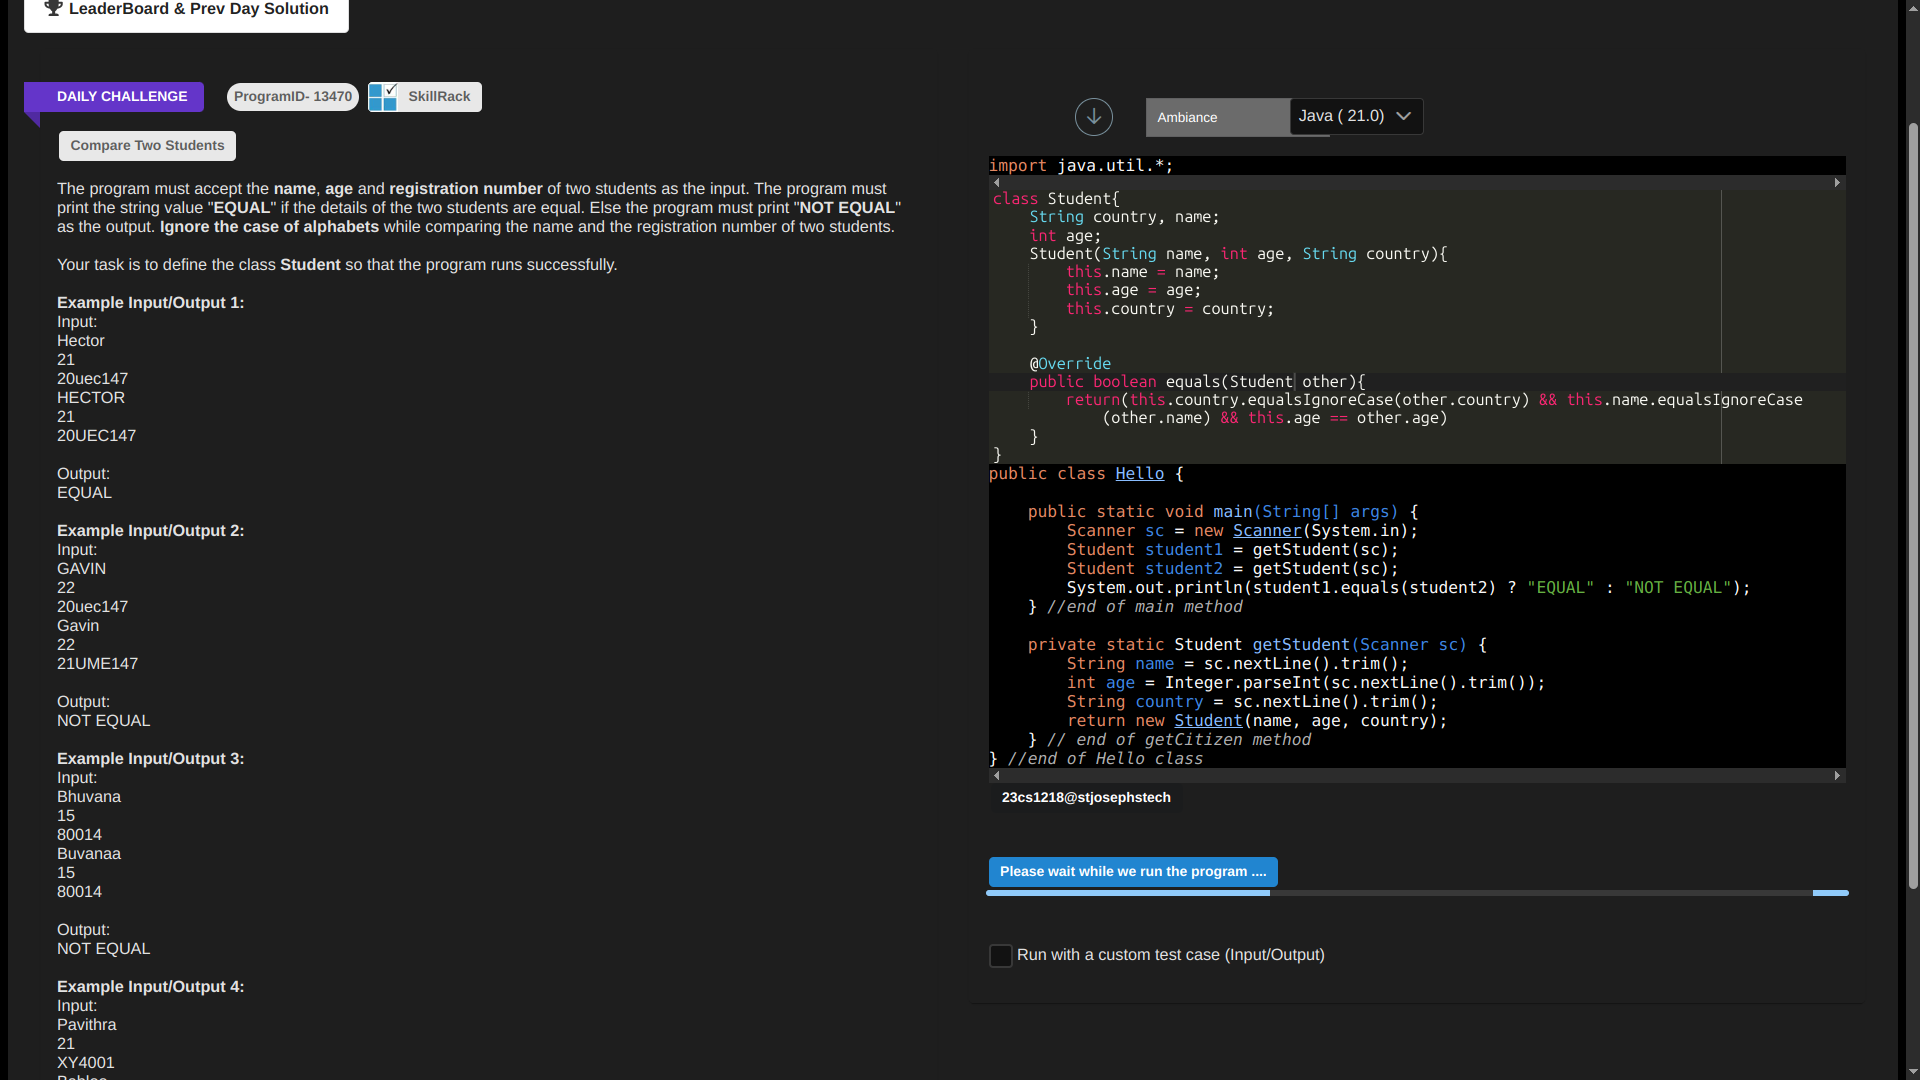 LeaderBoard & Prev Day Solution
DAILY CHALLENGE
ProgramID- 13470
SkillRack
Compare Two Students
The program must accept the name, age and registration number of two students as the input. The program must
print the string value "EQUAL" if the details of the two students are equal. Else the program must print "NOT EQUAL"
as the output. Ignore the case of alphabets while comparing the name and the registration number of two students.
Your task is to define the class Student so that the program runs successfully.
Example Input/Output 1:
Input:
Hector
21
20uec147
HECTOR
21
20UEC147
Output:
EQUAL
Example Input/Output 2:
Input:
GAVIN
22
20uec147
Gavin
22
21UME147
Output:
NOT EQUAL
Example Input/Output 3:
Input:
Bhuvana
15
80014
Buvanaa
15
80014
Output:
NOT EQUAL
Example Input/Output 4:
Input:
Pavithra
21
XY4001
Ambiance
Java ( 21.0)
import java.util.*;
class Student{
    String country, name;
    int age;
    Student(String name, int age, String country){
        this.name = name;
        this.age = age;
        this.country = country;
    }
    @Override
    public boolean equals(Student other){
        return(this.country.equalsIgnoreCase(other.country) && this.name.equalsIgnoreCase
            (other.name) && this.age == other.age)
    }
}
public class Hello {
    public static void main(String[] args) {
        Scanner sc = new Scanner(System.in);
        Student student1 = getStudent(sc);
        Student student2 = getStudent(sc);
        System.out.println(student1.equals(student2) ? "EQUAL" : "NOT EQUAL");
    } //end of main method
    private static Student getStudent(Scanner sc) {
        String name = sc.nextLine().trim();
        int age = Integer.parseInt(sc.nextLine().trim());
        String country = sc.nextLine().trim();
        return new Student(name, age, country);
    } // end of getCitizen method
} //end of Hello class
23cs1218@stjosephstech
Please wait while we run the program ....
Run with a custom test case (Input/Output)